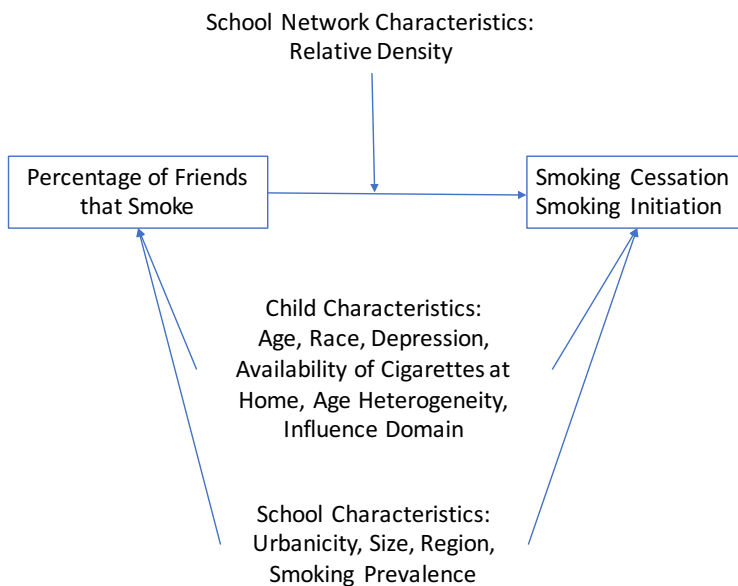 School Network Characteristics:
Relative Density
Percentage of Friends
that Smoke
Smoking Cessation
Smoking Initiation
Child Characteristics:
Age, Race, Depression,
Availability of Cigarettes at
Home, Age Heterogeneity,
Influence Domain
School Characteristics:
Urbanicity, Size, Region,
Smoking Prevalence